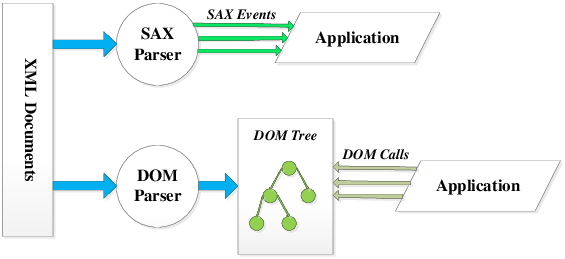 XML Documents
SAX
Parser
SAX Events
Application
DOM
Parser
DOM Tree
DOM Calls
Application